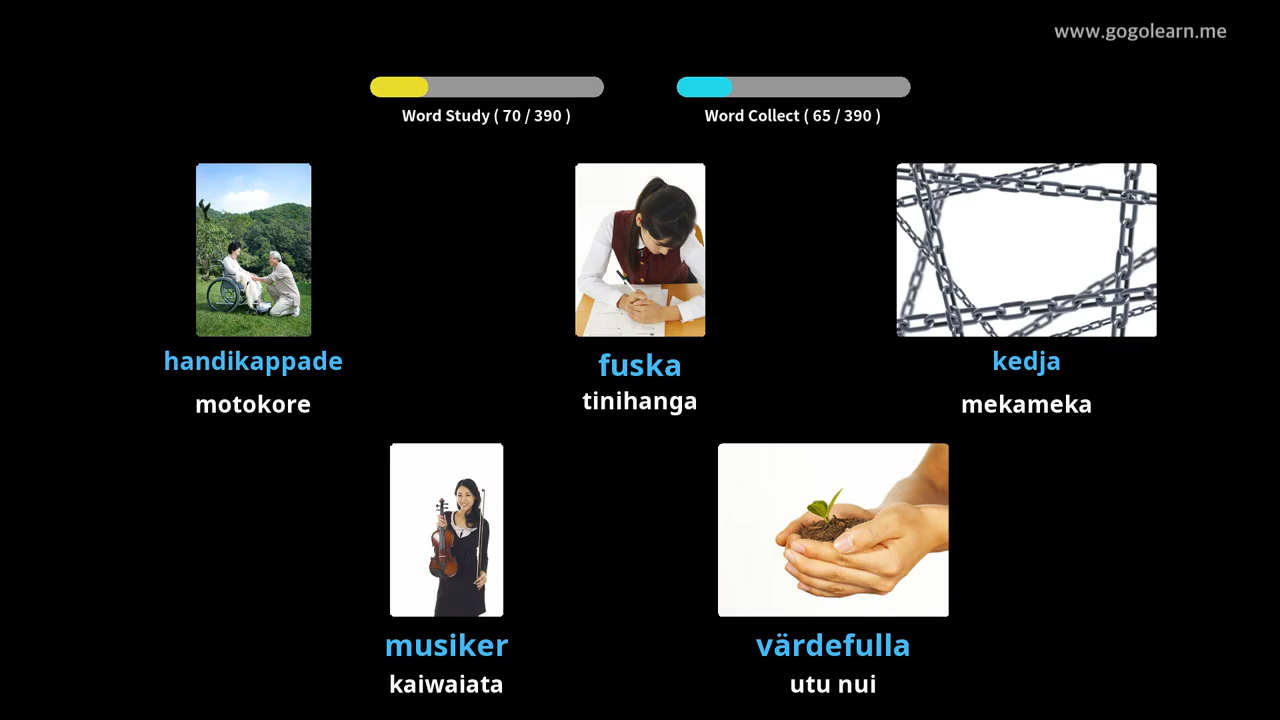 www.gogolearn.me
Word Study ( 70 / 390 )
Word Collect ( 65 / 390 )
handikappade
motokore
fuska
tinihanga
kedja
mekameka
musiker
kaiwaiata
värdefulla
utu nui